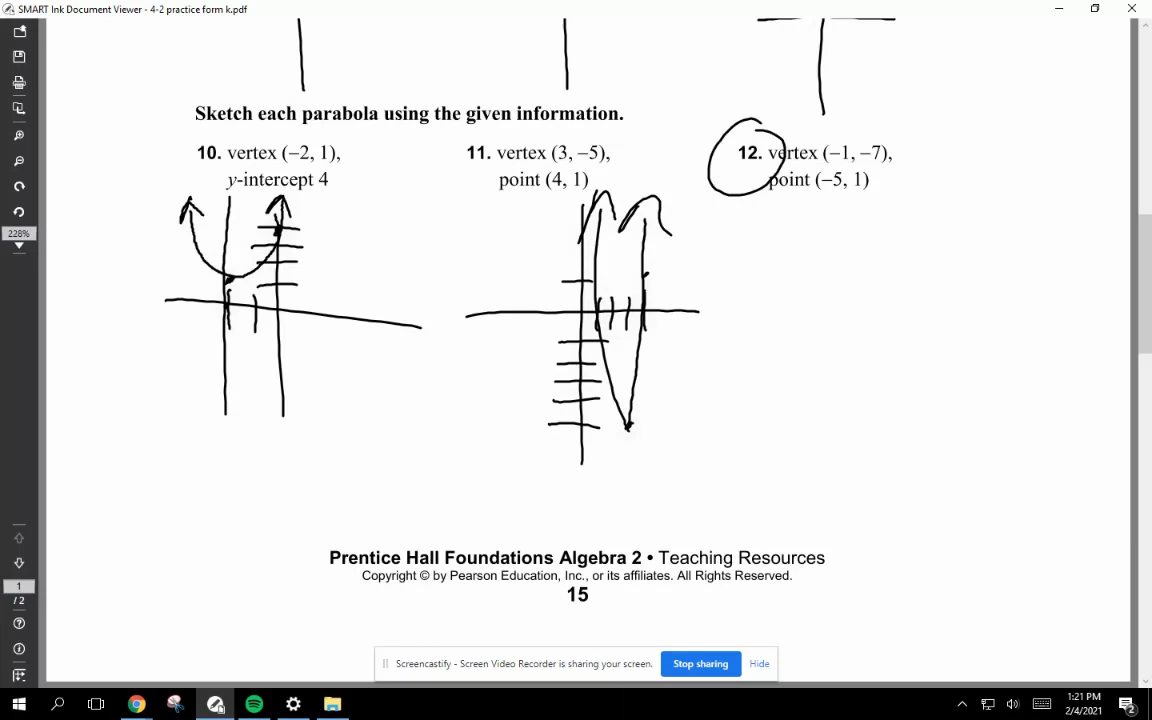 SMART Ink Document Viewer - 4-2 practice form k.pdf
Sketch each parabola using the given information.
10. vertex (−2, 1),
y-intercept 4
11. vertex (3, −5),
point (4, 1)
12. vertex (−1, −7),
point (−5, 1)
228%
1
/ 2
Prentice Hall Foundations Algebra 2 • Teaching Resources
Copyright © by Pearson Education, Inc., or its affiliates. All Rights Reserved.
15
Screencastify - Screen Video Recorder is sharing your screen.
Stop sharing
Hide
1:21 PM
2/4/2021
2